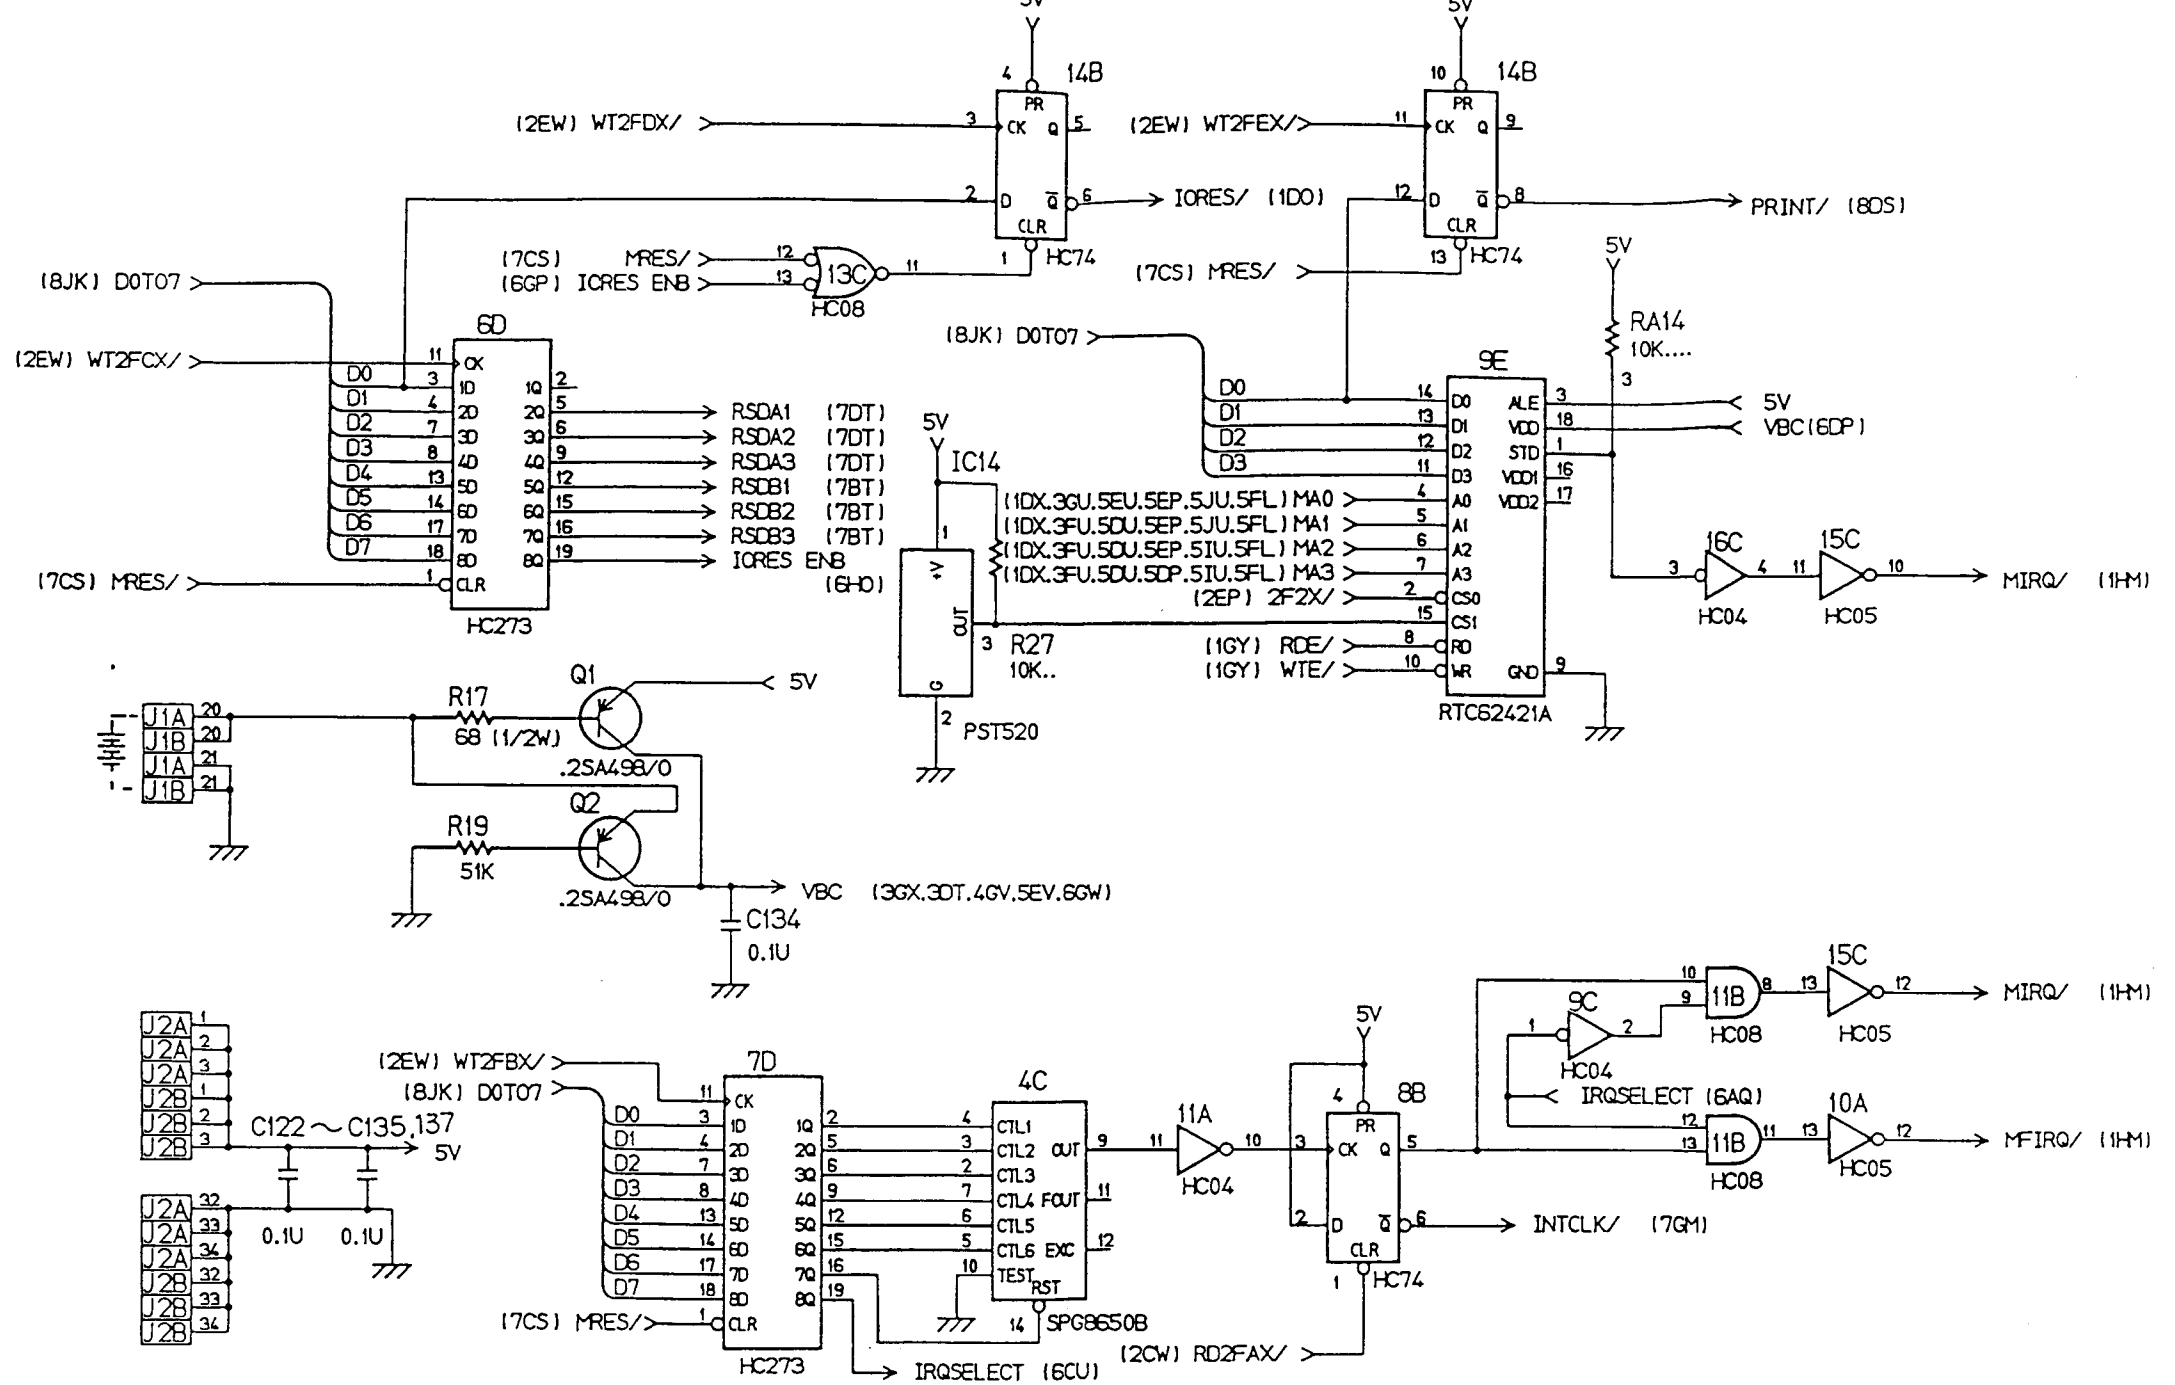 5V
5V
4 14B
PR
(2EW) WT2FDX/ 3 CK Q 5
2 D Q 6 IORES/ (1DO)
CLR
1 HC74
10 14B
PR
(2EW) WT2FEX/ 11 CK Q 9
12 D Q 8 PRINT/ (8DS)
CLR
13 HC74
(7CS) MRES/
(7CS) MRES/ 12
(6GP) IORES ENB 13
13C 11
HC08
(8JK) D0TO7
6D
(2EW) WT2FCX/ 11 CK
D0 3 1D 1Q 2
D1 4 2D 2Q 5 RSDA1 (7DT)
D2 7 3D 3Q 6 RSDA2 (7DT)
D3 8 4D 4Q 9 RSDA3 (7DT)
D4 13 5D 5Q 12 RSDB1 (7BT)
D5 14 6D 6Q 15 RSDB2 (7BT)
D6 17 7D 7Q 16 RSDB3 (7BT)
D7 18 8D 8Q 19 IORES ENB
(6HO)
(7CS) MRES/ 1 CLR
HC273
(8JK) D0TO7
5V
RA14
10K....
3
9E
D0 14 D0 ALE 3 5V
D1 13 D1 VDD 18 VBC(6DP)
D2 12 D2 STD 1
D3 11 D3 VDD1 16
VDD2 17
(1DX.3GU.5EU.5EP.5JU.5FL) MA0 4 A0
(1DX.3FU.5DU.5EP.5JU.5FL) MA1 5 A1
(1DX.3FU.5DU.5EP.5IU.5FL) MA2 6 A2
(1DX.3FU.5DU.5DP.5IU.5FL) MA3 7 A3
(2EP) 2F2X/ 2 CS0
15 CS1
(1GY) RDE/ 8 RD
(1GY) WTE/ 10 WR GND 9
RTC62421A
16C 15C
3 4 11 10 MIRQ/ (1HM)
HC04 HC05
5V
IC14
1
+V
OUT
3 R27
10K..
G
2
PST520
J1A 20
J1B 20
J1A 21
J1B 21
R17
68 (1/2W)
Q1
5V
.2SA498/0
Q2
R19
51K
.2SA498/0
VBC (3GX.3DT.4GV.5EV.6GW)
C134
0.1U
J2A 1
J2A 2
J2A 3
J2B 1
J2B 2
J2B 3
C122 ~ C135,137
5V
J2A 32
J2A 33
J2A 34
J2B 32
J2B 33
J2B 34
0.1U 0.1U
(2EW) WT2FBX/
(8JK) D0TO7
7D
11 CK
D0 3 1D 1Q 2
D1 4 2D 2Q 5
D2 7 3D 3Q 6
D3 8 4D 4Q 9
D4 13 5D 5Q 12
D5 14 6D 6Q 15
D6 17 7D 7Q 16
D7 18 8D 8Q 19
(7CS) MRES/ 1 CLR
HC273
IRQSELECT (6CU)
4C
4 CTL1
3 CTL2 OUT 9
2 CTL3
7 CTL4 FOUT 11
6 CTL5
5 CTL6 EXC 12
10 TEST
RST
14 SPG8650B
11A
11 10
HC04
5V
4 8B
PR
3 CK Q 5
2 D Q 6 INTCLK/ (7GM)
CLR
1 HC74
(2CW) RD2FAX/
9C
1 2
HC04
IRQSELECT (6AQ)
10
9 11B 8
HC08
15C
13 12 MIRQ/ (1HM)
HC05
12
13 11B 11
HC08
10A
13 12 MFIRQ/ (1HM)
HC05